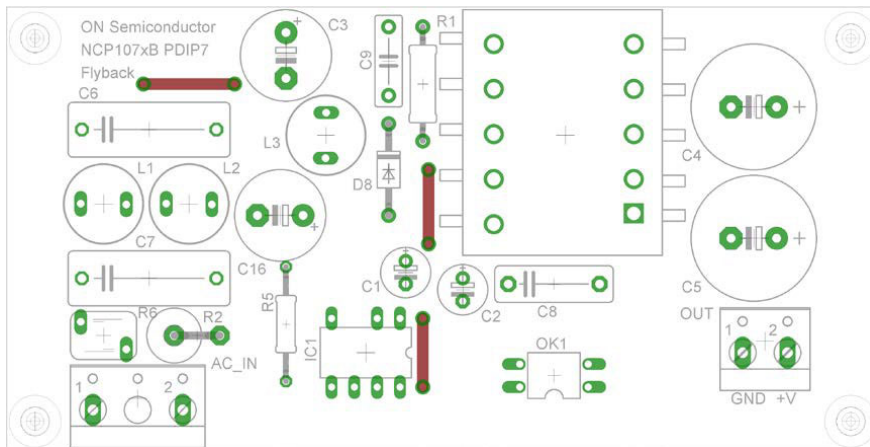 ON Semiconductor
NCP107xB PDIP7
Flyback
C3
C9
R1
C6
L3
C4
L1
L2
D8
C7
C16
C1
C5
R5
C2
C8
R6
R2
OUT
1
2
AC_IN
IC1
OK1
1
2
GND +V